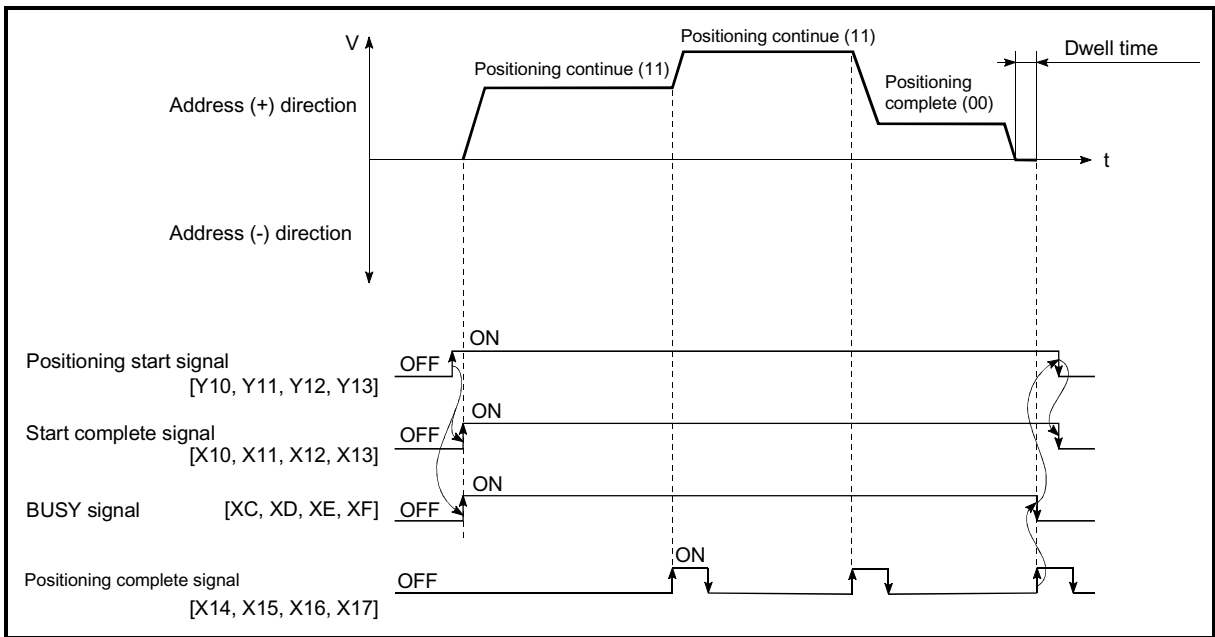 V
Positioning continue (11)
Dwell time
Positioning continue (11)
Positioning
complete (00)
Address (+) direction
t
Address (-) direction
ON
Positioning start signal
OFF
[Y10, Y11, Y12, Y13]
ON
Start complete signal
OFF
[X10, X11, X12, X13]
ON
BUSY signal [XC, XD, XE, XF] OFF
ON
Positioning complete signal
OFF
[X14, X15, X16, X17]